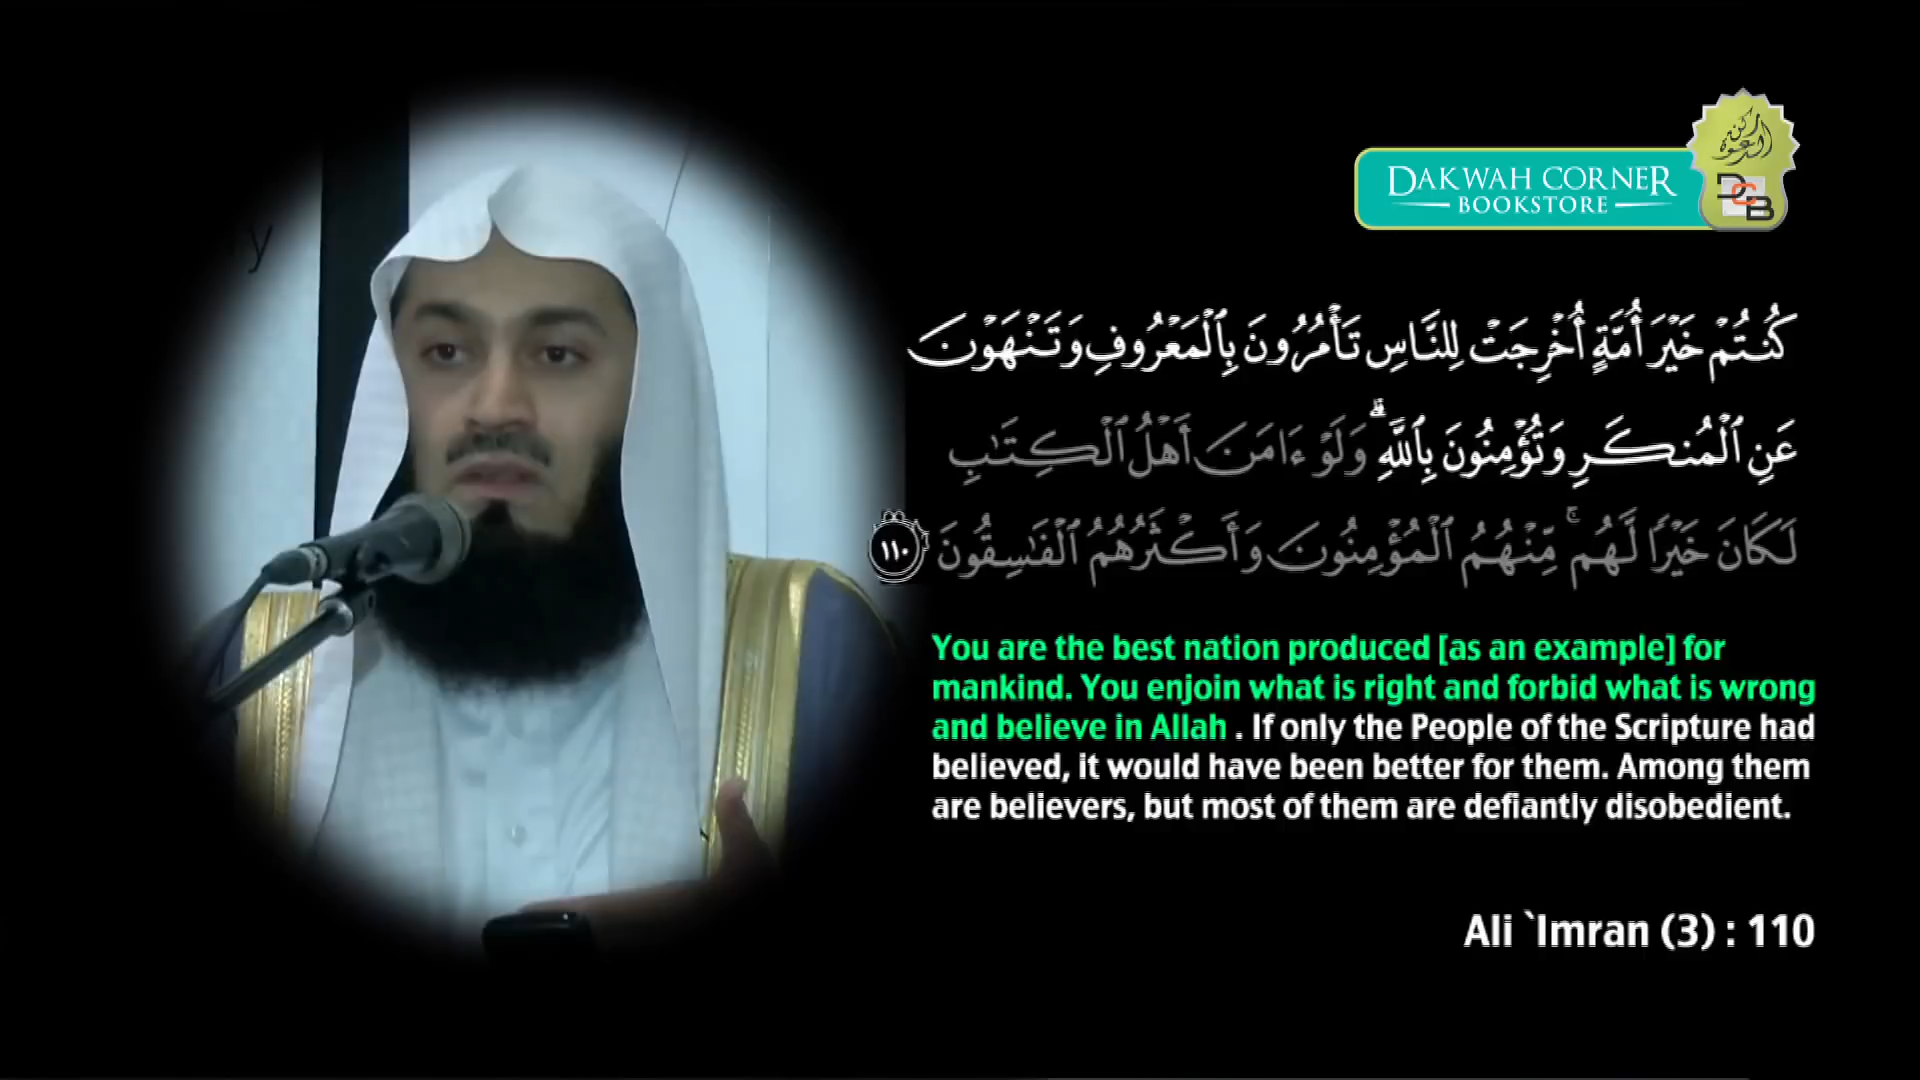 DAKWAH CORNER
BOOKSTORE
ركن
الدعوة
DCB
كُنتُمْ خَيْرَ أُمَّةٍ أُخْرِجَتْ لِلنَّاسِ تَأْمُرُونَ بِٱلْمَعْرُوفِ وَتَنْهَوْنَ
عَنِ ٱلْمُنكَرِ وَتُؤْمِنُونَ بِٱللَّهِ ۗ وَلَوْ ءَامَنَ أَهْلُ ٱلْكِتَـٰبِ
لَكَانَ خَيْرًا لَّهُم ۚ مِّنْهُمُ ٱلْمُؤْمِنُونَ وَأَكْثَرُهُمُ ٱلْفَـٰسِقُونَ ١١٠
You are the best nation produced [as an example] for
mankind. You enjoin what is right and forbid what is wrong
and believe in Allah . If only the People of the Scripture had
believed, it would have been better for them. Among them
are believers, but most of them are defiantly disobedient.
Ali `Imran (3) : 110